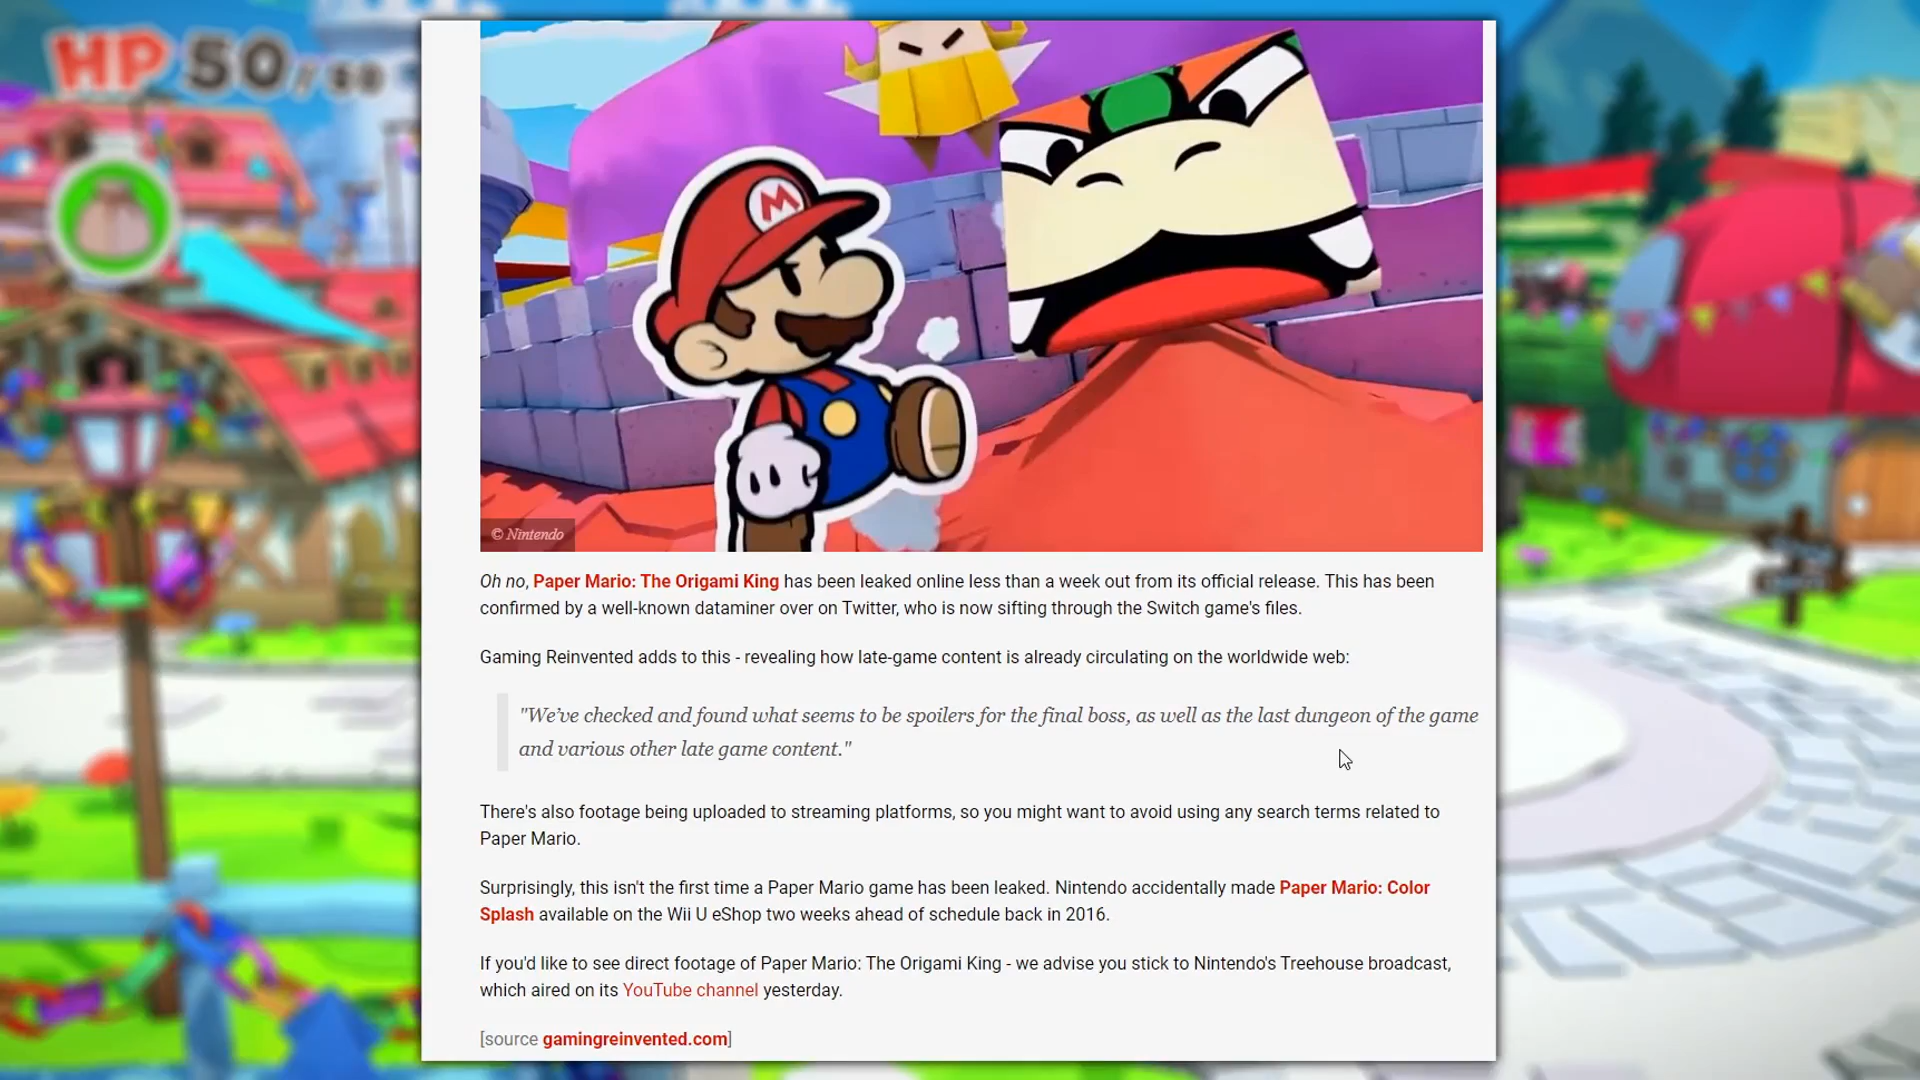 HP 50/50
M
© Nintendo
Oh no, Paper Mario: The Origami King has been leaked online less than a week out from its official release. This has been
confirmed by a well-known dataminer over on Twitter, who is now sifting through the Switch game's files.
Gaming Reinvented adds to this - revealing how late-game content is already circulating on the worldwide web:
"We've checked and found what seems to be spoilers for the final boss, as well as the last dungeon of the game
and various other late game content."
There's also footage being uploaded to streaming platforms, so you might want to avoid using any search terms related to
Paper Mario.
Surprisingly, this isn't the first time a Paper Mario game has been leaked. Nintendo accidentally made Paper Mario: Color
Splash available on the Wii U eShop two weeks ahead of schedule back in 2016.
If you'd like to see direct footage of Paper Mario: The Origami King - we advise you stick to Nintendo's Treehouse broadcast,
which aired on its YouTube channel yesterday.
[source gamingreinvented.com]